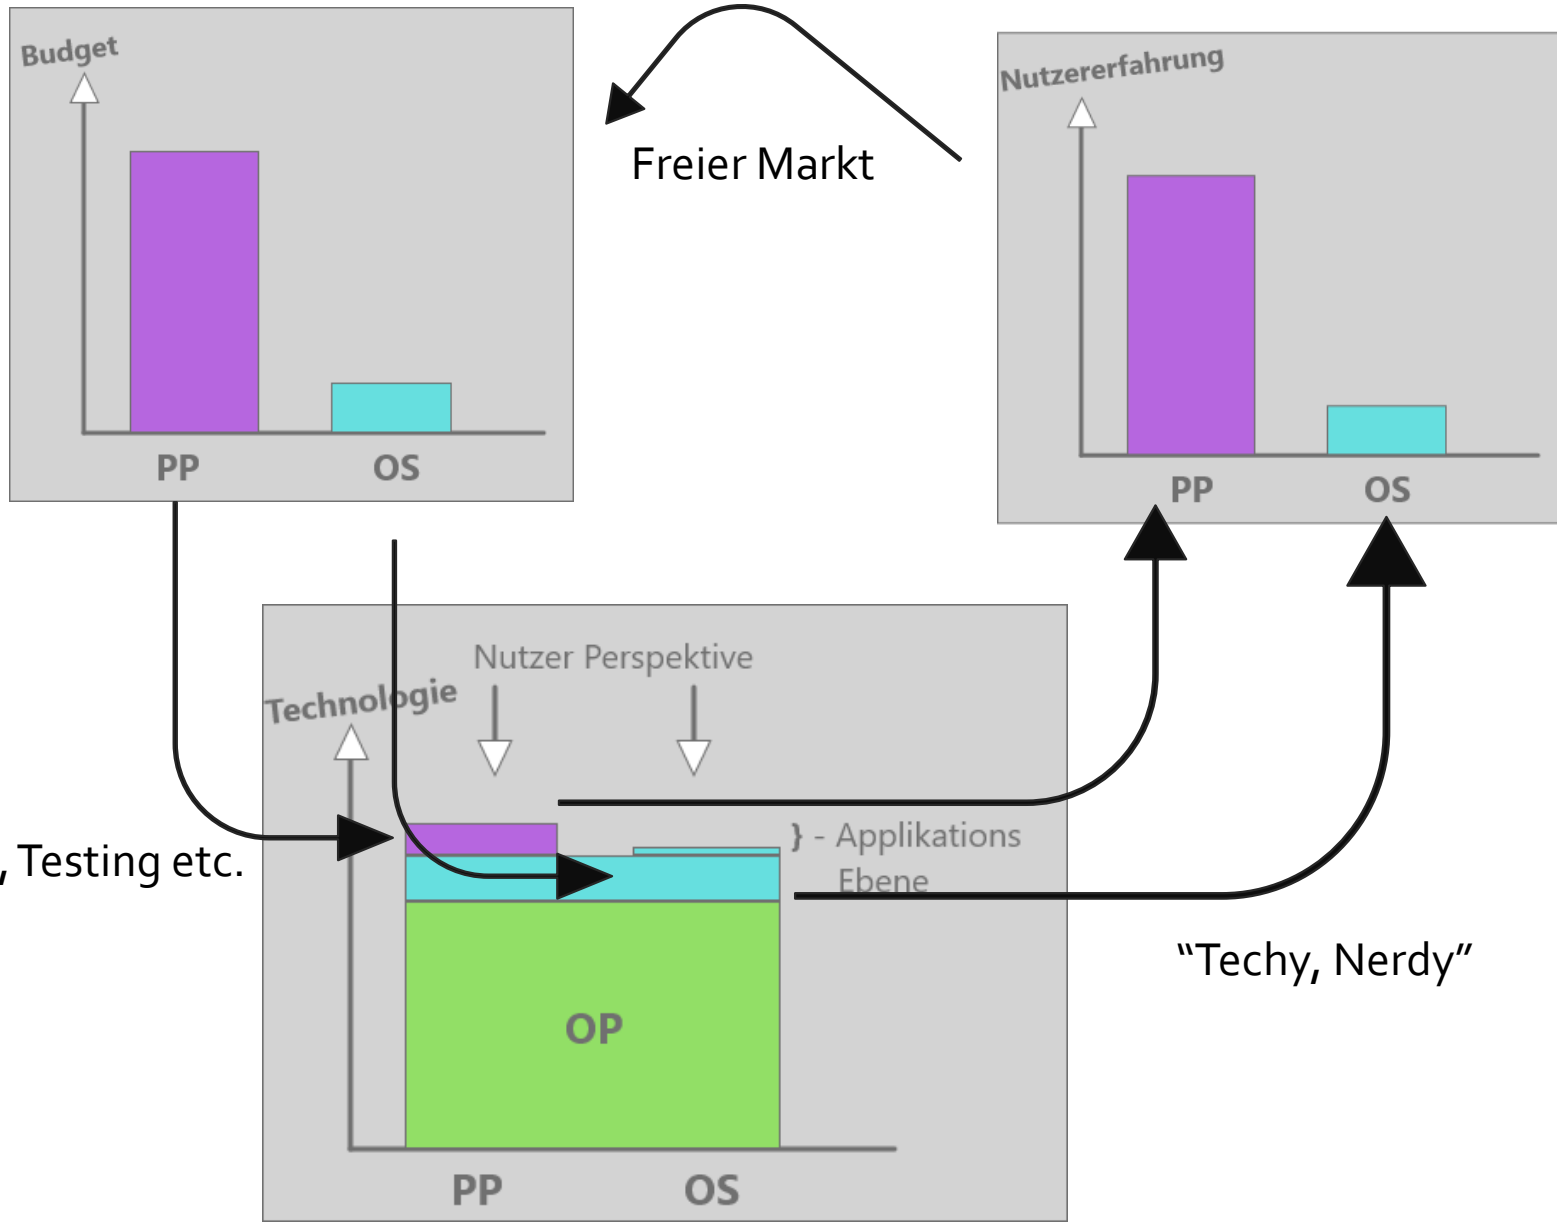 Budget
PP OS
Freier Markt
Nutzererfahrung
PP OS
Nutzer Perspektive
Technologie
} - Applikations
Ebene
, Testing etc.
OP
PP OS
“Techy, Nerdy”